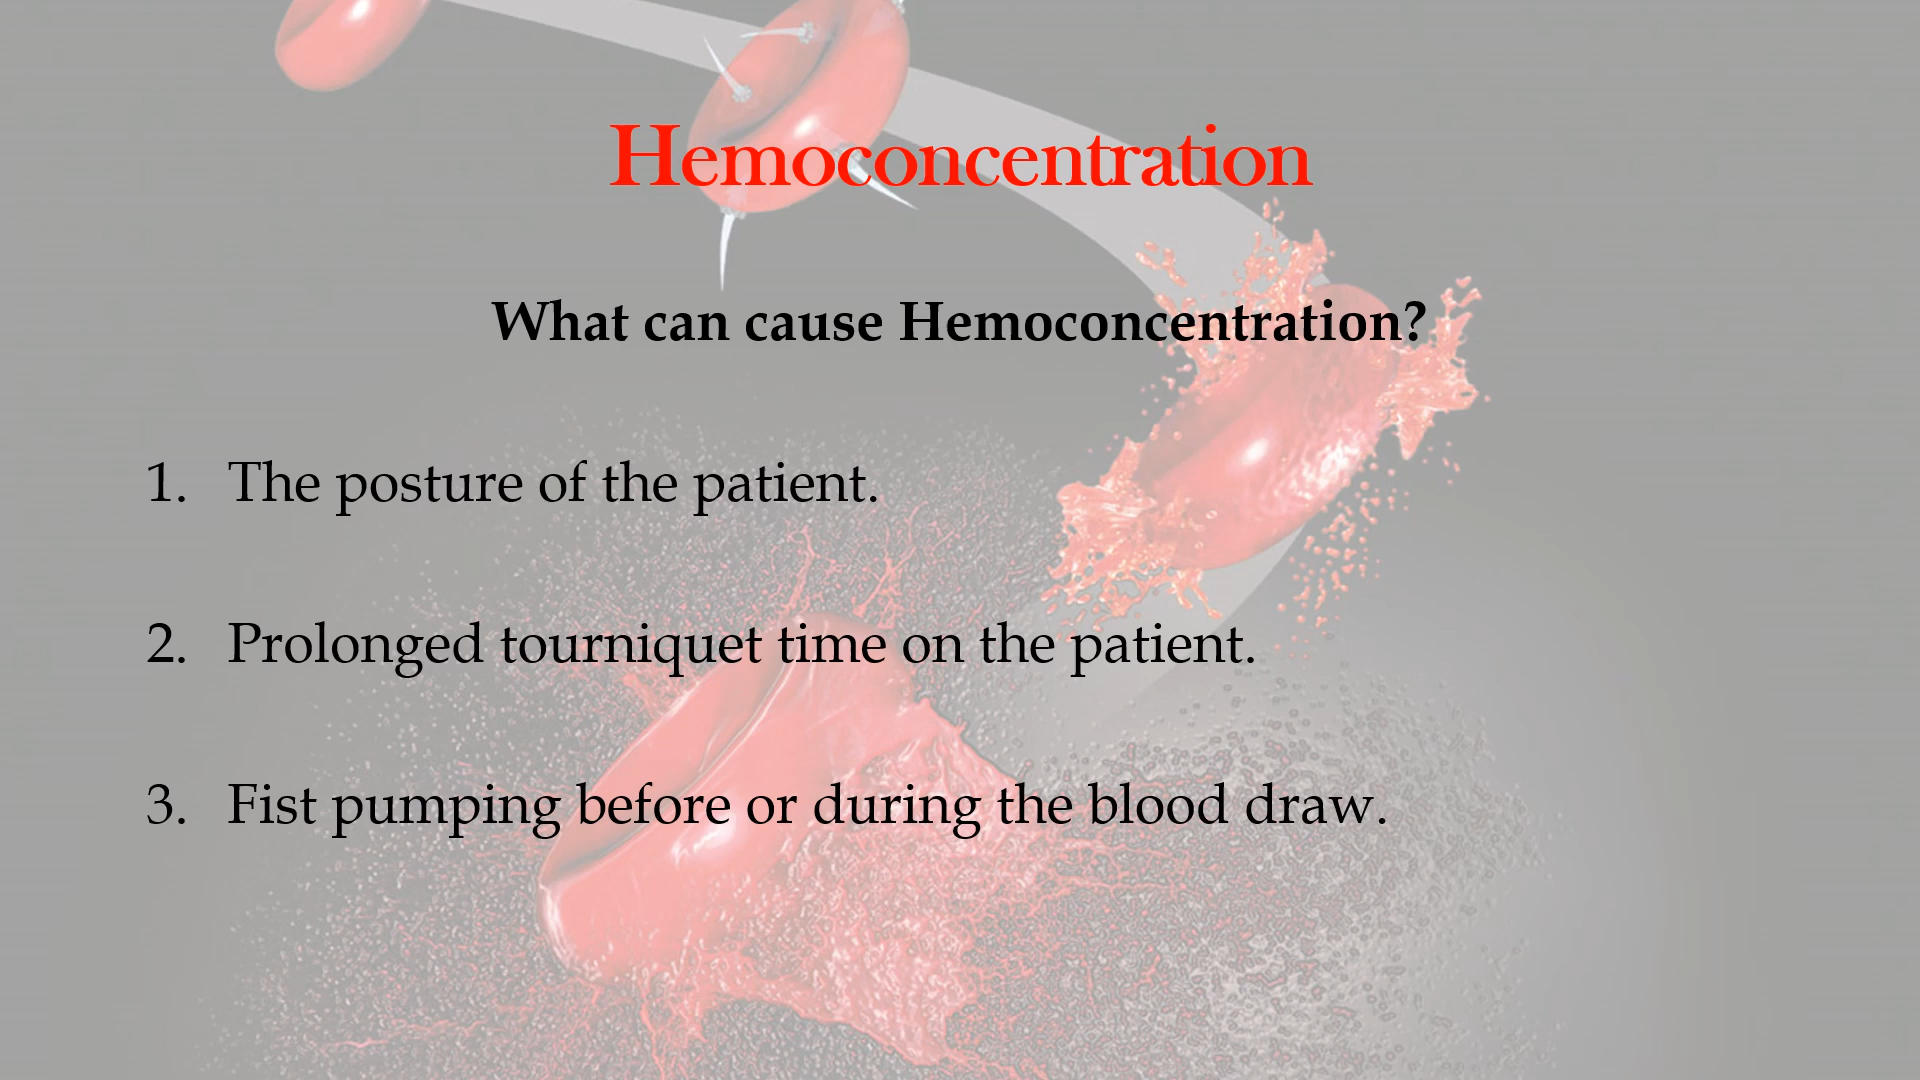 Hemoconcentration
What can cause Hemoconcentration?
1. The posture of the patient.
2. Prolonged tourniquet time on the patient.
3. Fist pumping before or during the blood draw.